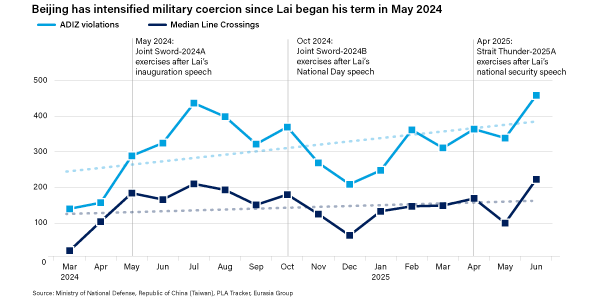 Beijing has intensified military coercion since Lai began his term in May 2024
ADIZ violations
Median Line Crossings
May 2024:
Joint Sword-2024A
exercises after Lai's
inauguration speech
Oct 2024:
Joint Sword-2024B
exercises after Lai's
National Day speech
Apr 2025:
Strait Thunder-2025A
exercises after Lai's
national security speech
500
400
300
200
100
0
Mar
2024
Apr
May
Jun
Jul
Aug
Sep
Oct
Nov
Dec
Jan
2025
Feb
Mar
Apr
May
Jun
Source: Ministry of National Defense, Republic of China (Taiwan), PLA Tracker, Eurasia Group